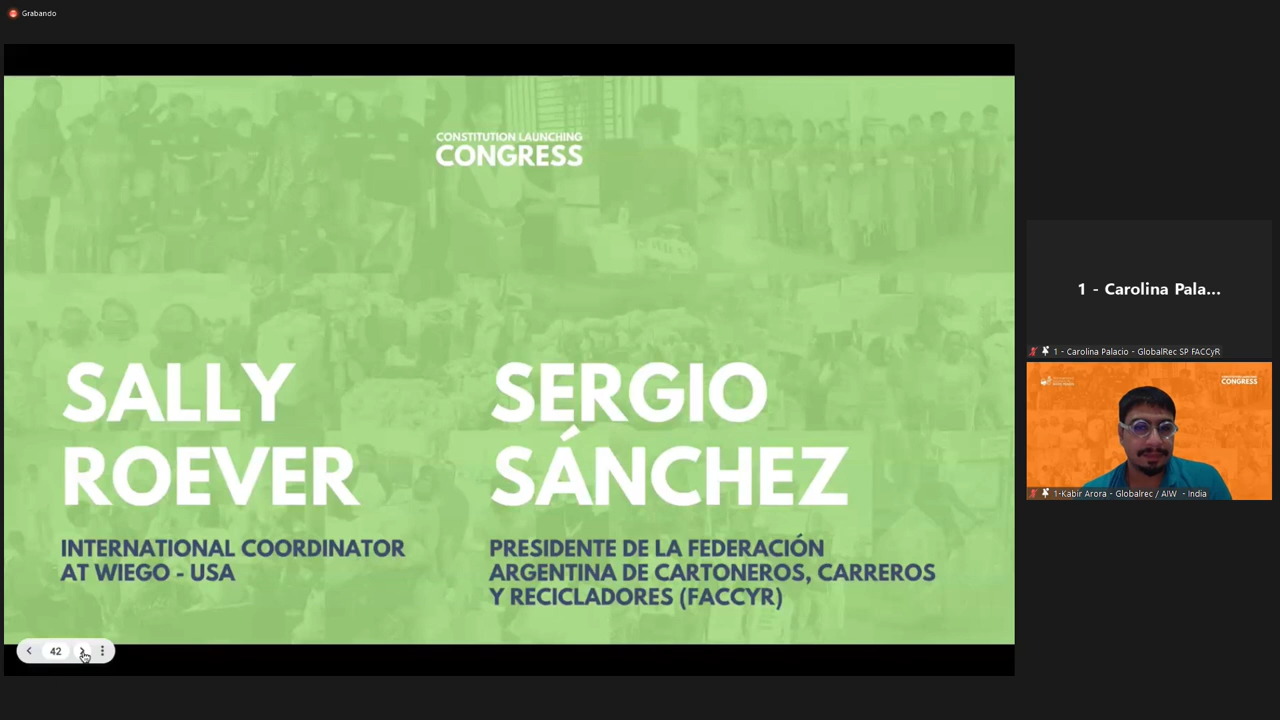 Grabando
CONSTITUTION LAUNCHING
CONGRESS
SALLY
ROEVER
INTERNATIONAL COORDINATOR
AT WIEGO - USA
SERGIO
SÁNCHEZ
PRESIDENTE DE LA FEDERACIÓN
ARGENTINA DE CARTONEROS, CARREROS
Y RECICLADORES (FACCYR)
42
1 - Carolina Pala...
1 - Carolina Palacio - GlobalRec SP FACCyR
CONGRESS
1-Kabir Arora - Globalrec / AIW - India